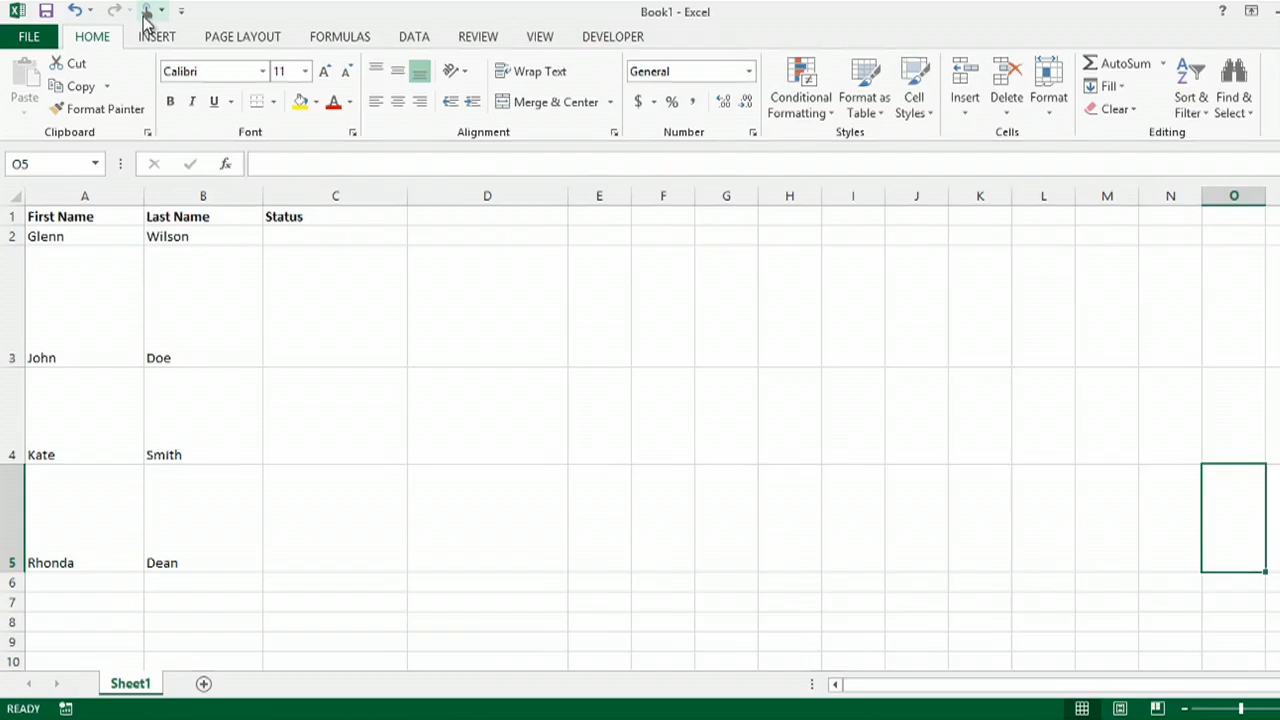 Book1 - Excel
?
FILE HOME INSERT PAGE LAYOUT FORMULAS DATA REVIEW VIEW DEVELOPER
Paste
Cut
Copy
Format Painter
Clipboard
Calibri 11
B I U
Font
Wrap Text
Merge & Center
Alignment
General
$ % ,
Number
Conditional Formatting
Format as Table
Cell Styles
Styles
Insert
Delete
Format
Cells
AutoSum
Fill
Clear
Sort & Filter
Find & Select
Editing
O5
fx
A B C D E F G H I J K L M N O
1 First Name Last Name Status
2 Glenn Wilson
3 John Doe
4 Kate Smith
5 Rhonda Dean
6
7
8
9
10
Sheet1
READY